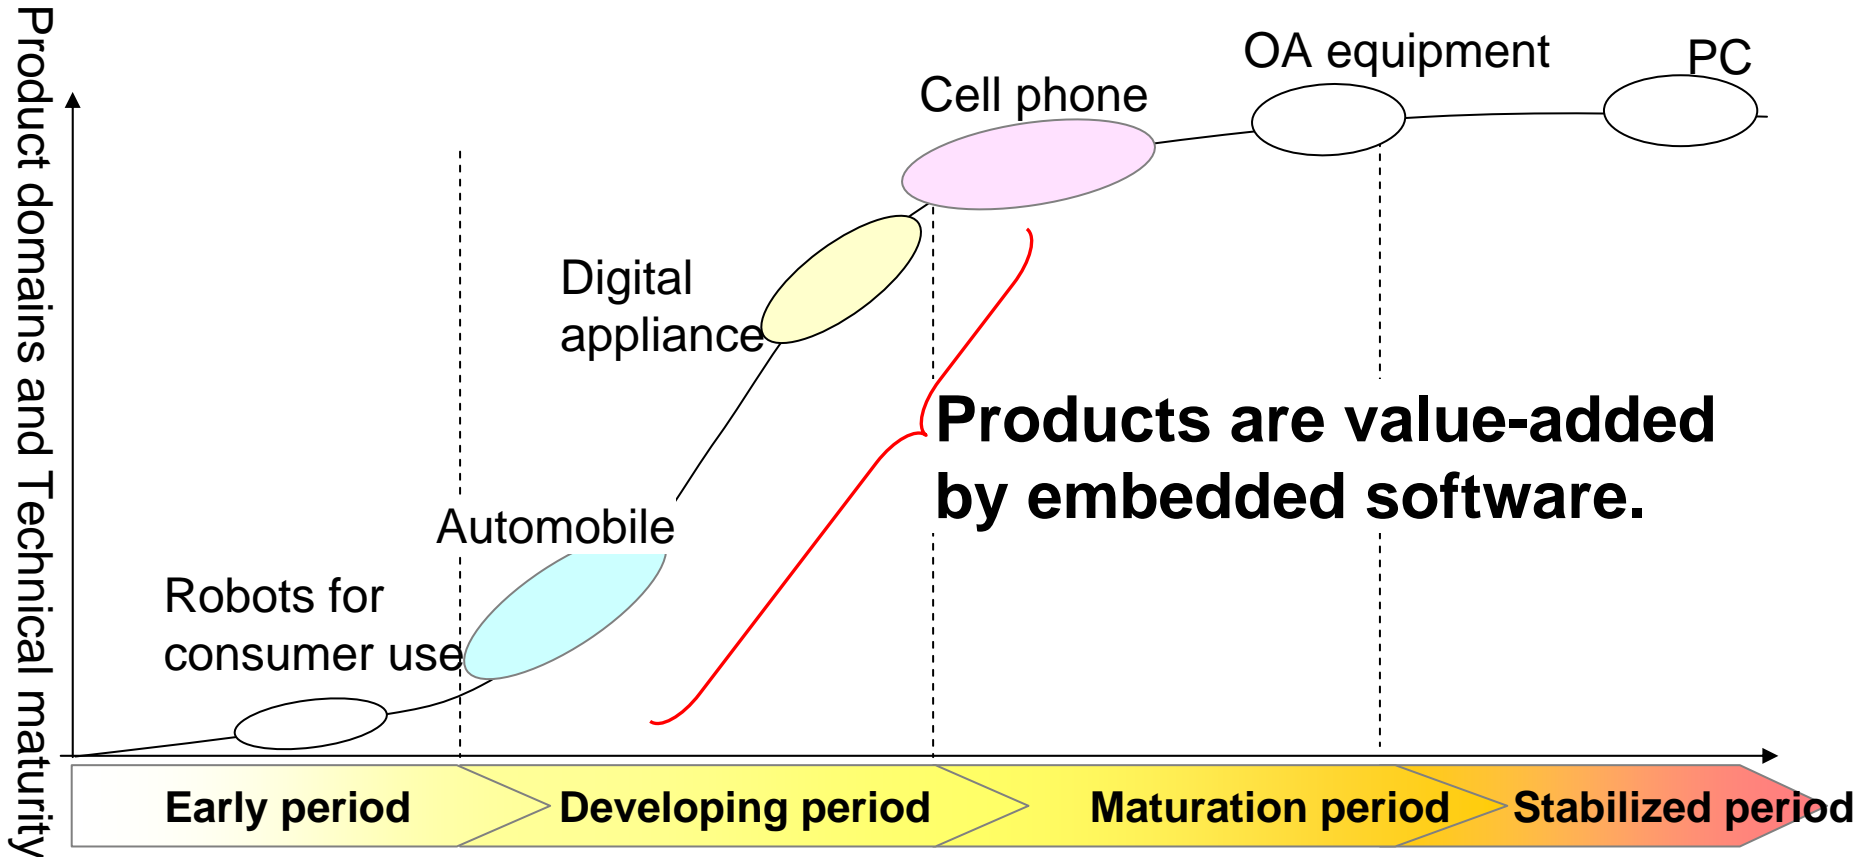 Product domains and Technical maturity
OA equipment
PC
Cell phone
Digital
appliance
Products are value-added
by embedded software.
Automobile
Robots for
consumer use
Early period
Developing period
Maturation period
Stabilized period